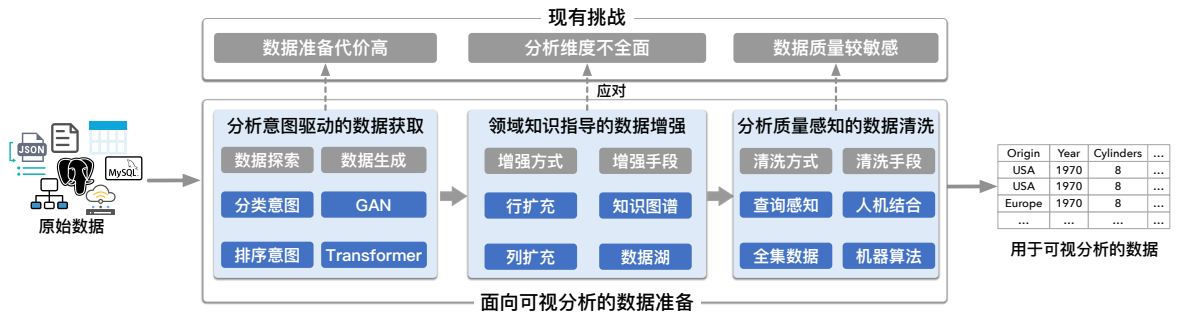 现有挑战
数据准备代价高
分析维度不全面
数据质量较敏感
应对
分析意图驱动的数据获取
数据探索
数据生成
分类意图
GAN
排序意图
Transformer
领域知识指导的数据增强
增强方式
增强手段
行扩充
知识图谱
列扩充
数据湖
分析质量感知的数据清洗
清洗方式
清洗手段
查询感知
人机结合
全集数据
机器算法
面向可视分析的数据准备
JSON
MySQL
原始数据
Origin Year Cylinders ...
USA 1970 8 ...
USA 1970 8 ...
Europe 1970 8 ...
... ... ... ...
用于可视分析的数据